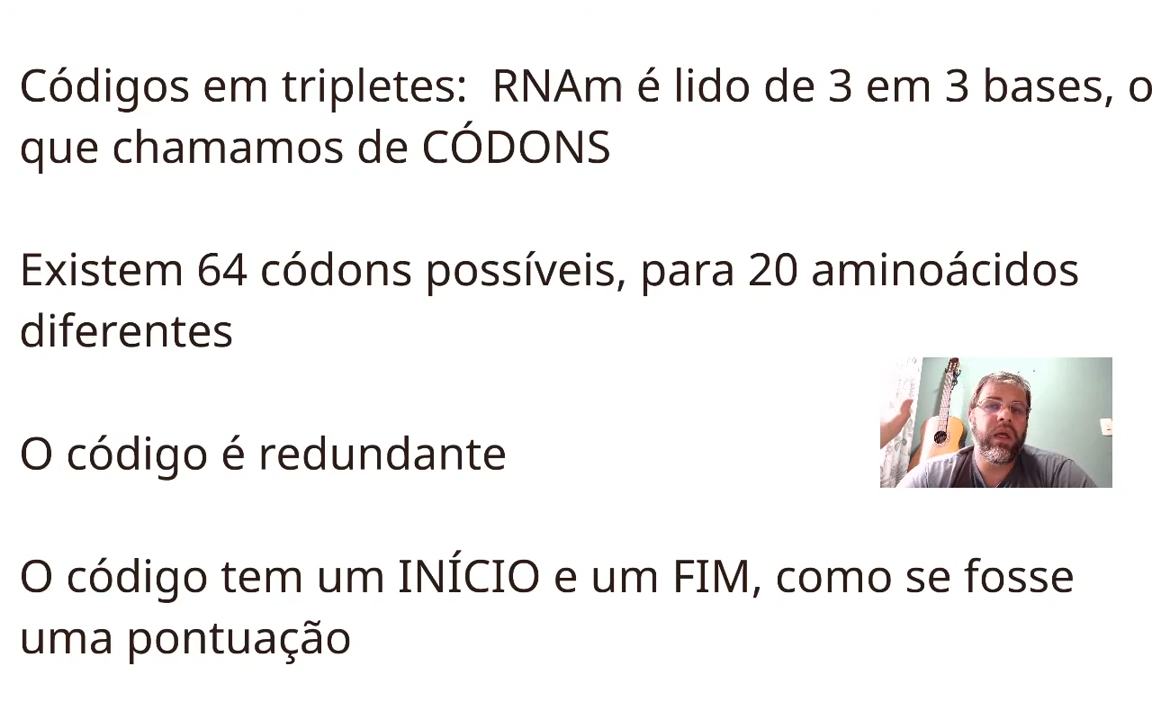 Códigos em tripletes:  RNAm é lido de 3 em 3 bases, o
que chamamos de CÓDONS
Existem 64 códons possíveis, para 20 aminoácidos
diferentes
O código é redundante
O código tem um INÍCIO e um FIM, como se fosse
uma pontuação